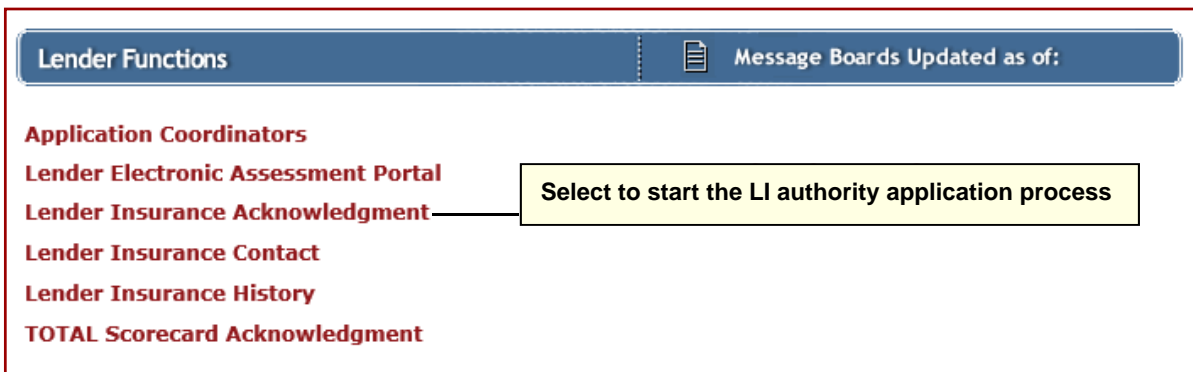 Lender Functions
Message Boards Updated as of:
Application Coordinators
Lender Electronic Assessment Portal
Lender Insurance Acknowledgment
Select to start the LI authority application process
Lender Insurance Contact
Lender Insurance History
TOTAL Scorecard Acknowledgment